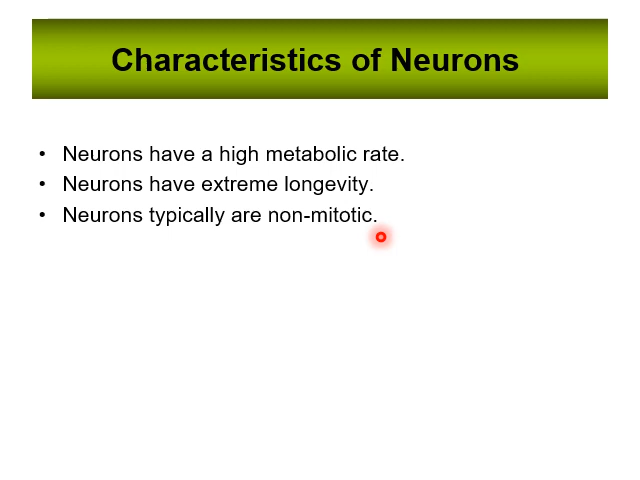 Characteristics of Neurons
• Neurons have a high metabolic rate.
• Neurons have extreme longevity.
• Neurons typically are non-mitotic.